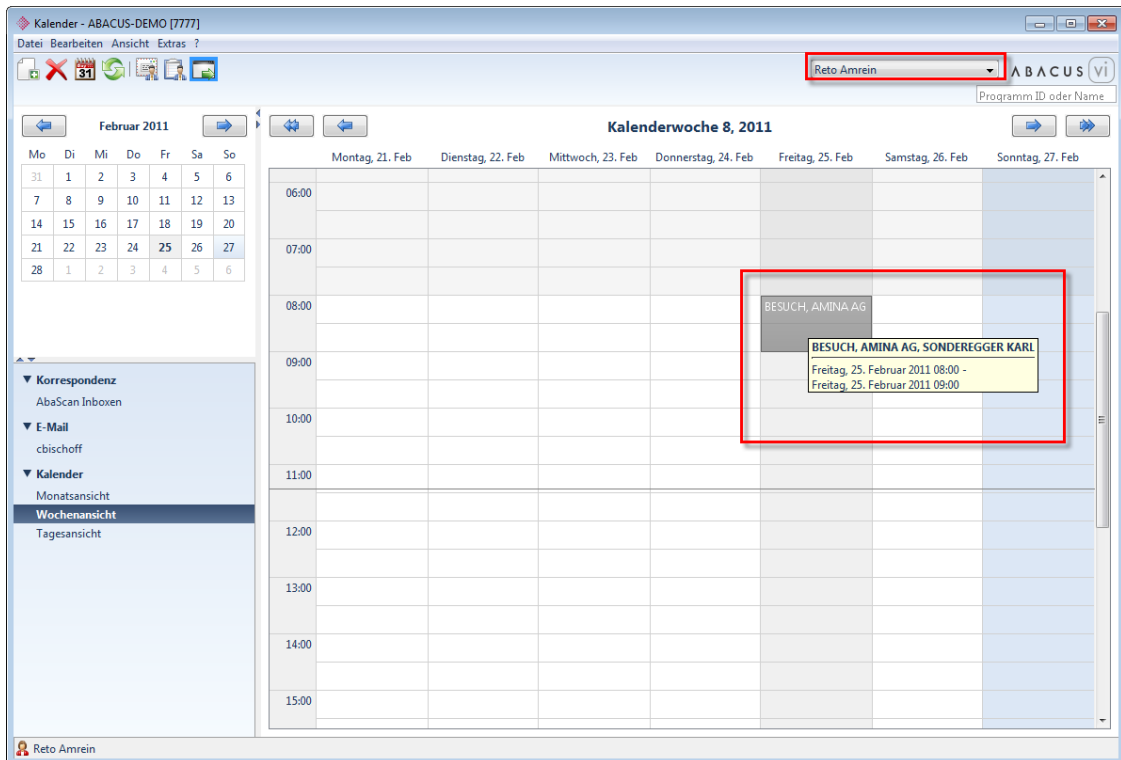 Kalender - ABACUS-DEMO [7777]
Datei Bearbeiten Ansicht Extras ?
31
Reto Amrein
ABACUS vi
Programm ID oder Name
Februar 2011
Mo Di Mi Do Fr Sa So
31 1 2 3 4 5 6
7 8 9 10 11 12 13
14 15 16 17 18 19 20
21 22 23 24 25 26 27
28 1 2 3 4 5 6
Korrespondenz
AbaScan Inboxen
E-Mail
cbischoff
Kalender
Monatsansicht
Wochenansicht
Tagesansicht
Kalenderwoche 8, 2011
Montag, 21. Feb Dienstag, 22. Feb Mittwoch, 23. Feb Donnerstag, 24. Feb Freitag, 25. Feb Samstag, 26. Feb Sonntag, 27. Feb
06:00
07:00
08:00
BESUCH, AMINA AG
BESUCH, AMINA AG, SONDEREGGER KARL
Freitag, 25. Februar 2011 08:00 -
Freitag, 25. Februar 2011 09:00
09:00
10:00
11:00
12:00
13:00
14:00
15:00
Reto Amrein